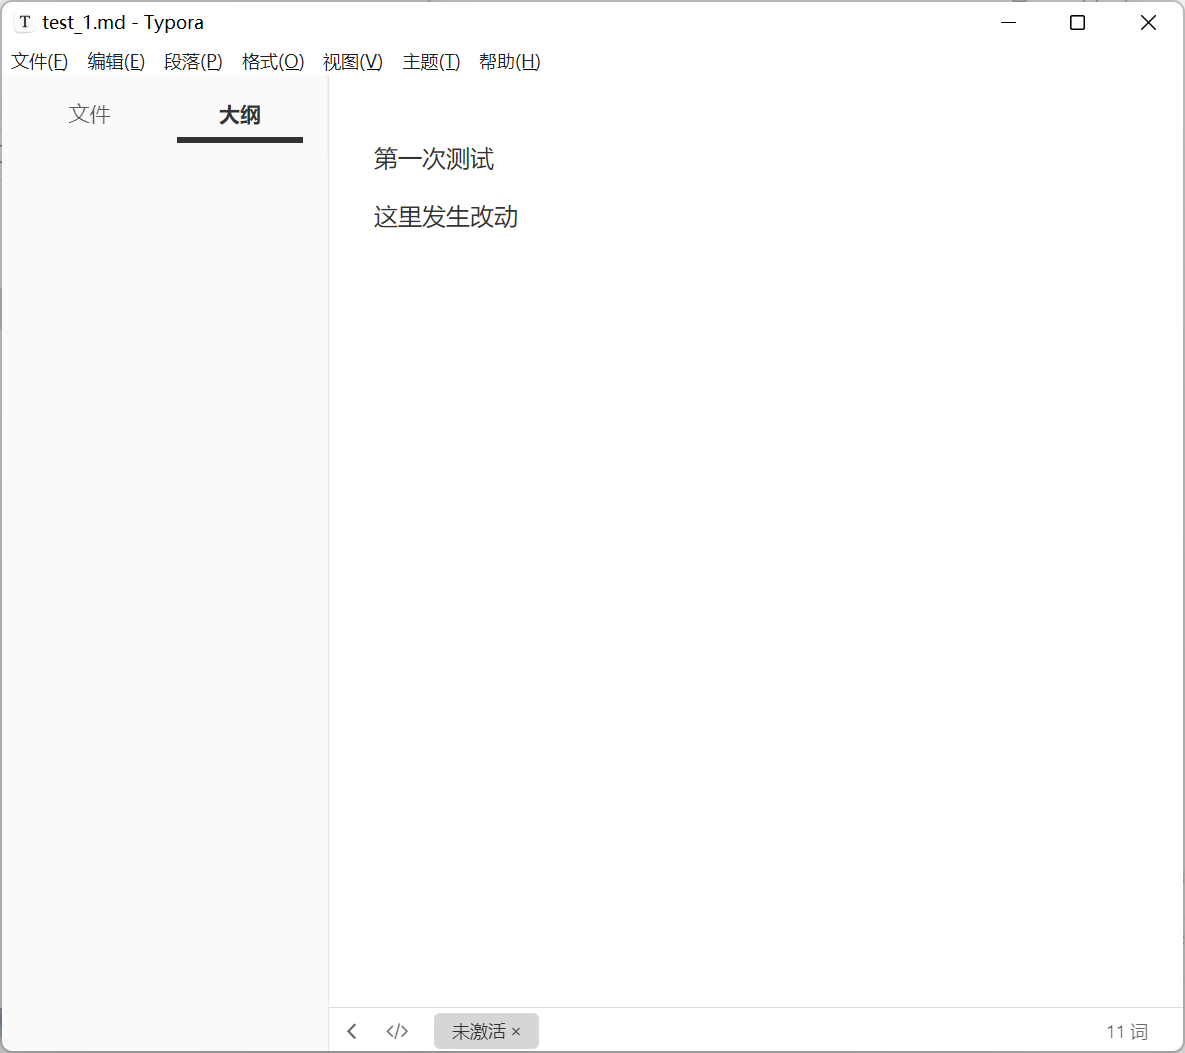 T test_1.md - Typora
文件(F) 编辑(E) 段落(P) 格式(O) 视图(V) 主题(T) 帮助(H)
文件 大纲
第一次测试
这里发生改动
</> 未激活 × 11 词